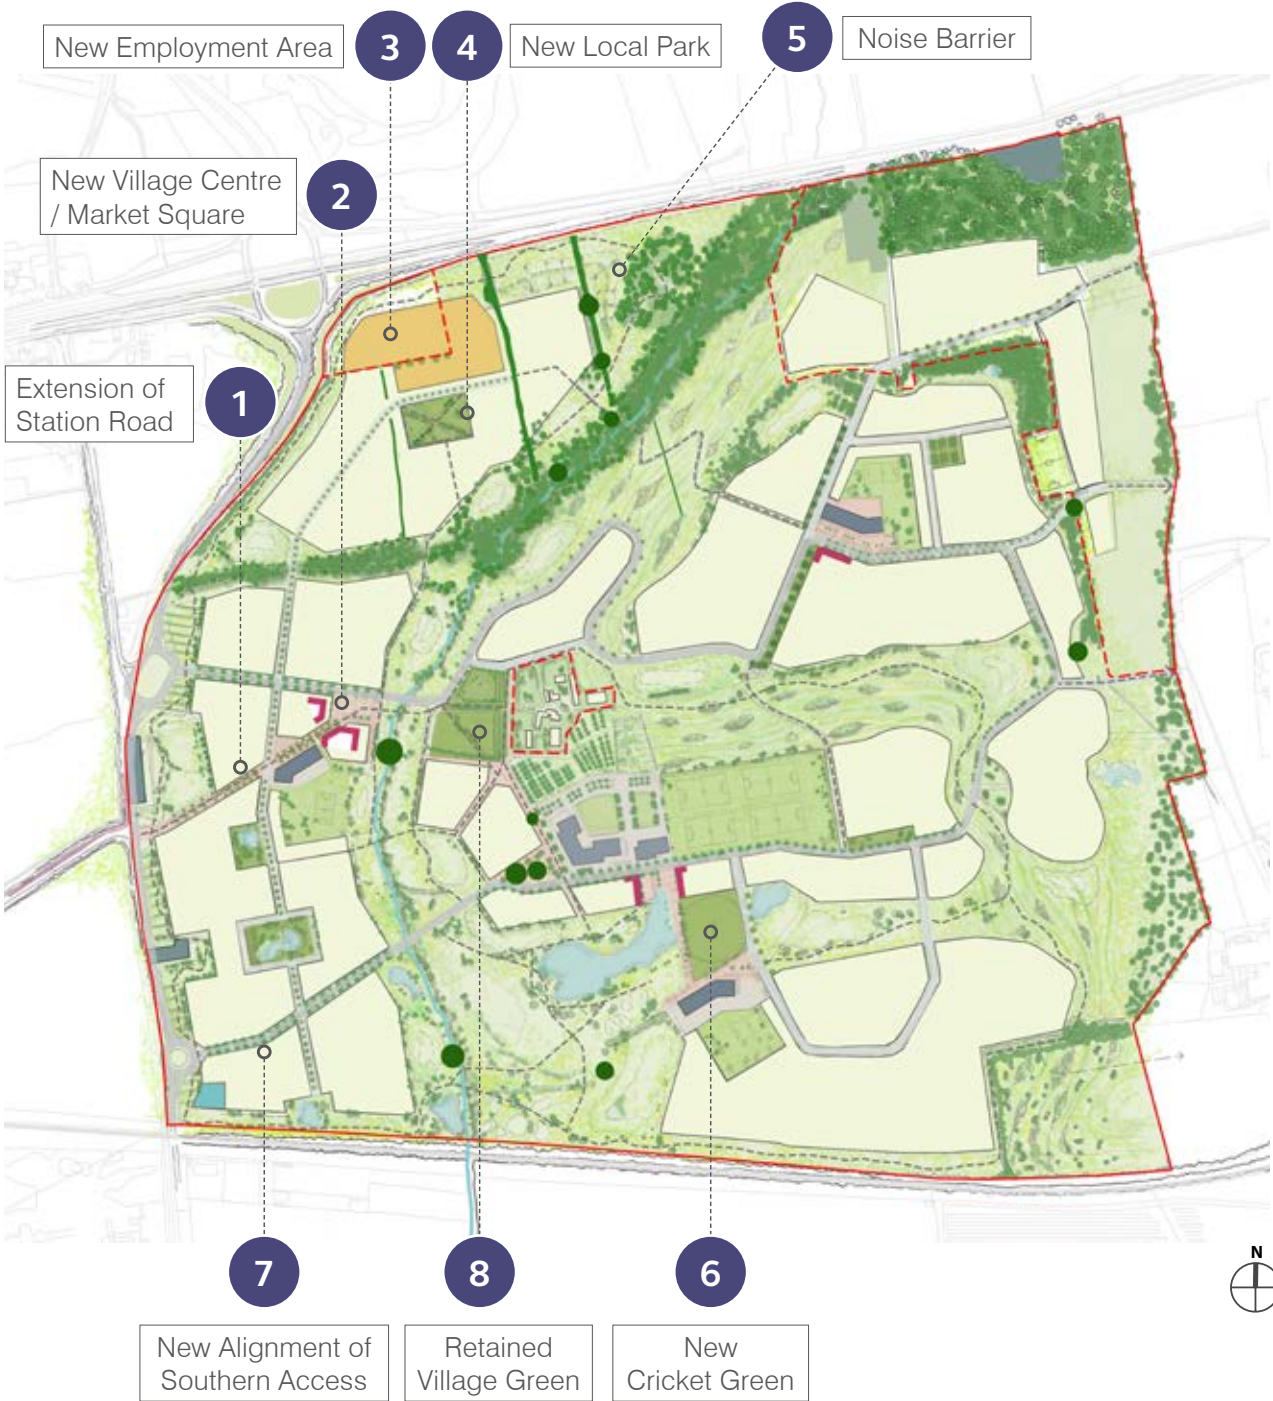 New Employment Area
3
4
New Local Park
5
Noise Barrier
New Village Centre
/ Market Square
2
Extension of
Station Road
1
N
7
8
6
New Alignment of
Southern Access
Retained
Village Green
New
Cricket Green